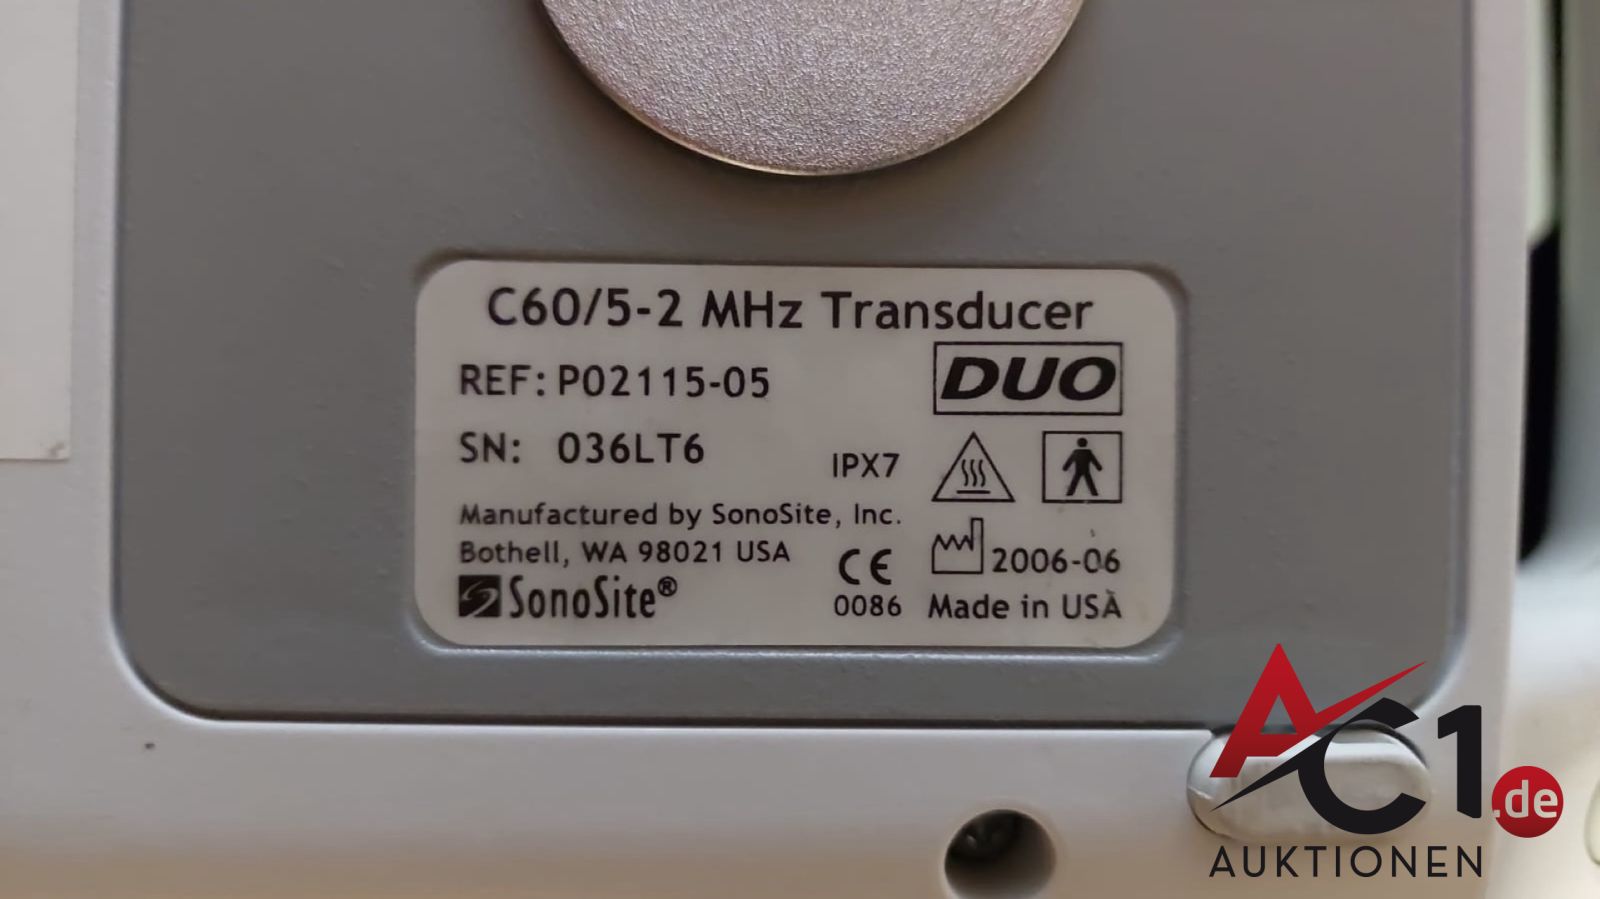 C60/5-2 MHz Transducer
REF: P02115-05
DUO
SN: 036LT6
IPX7
Manufactured by SonoSite, Inc.
Bothell, WA 98021 USA
CE
2006-06
SonoSite®
0086
Made in USA
AC1.de
AUKTIONEN